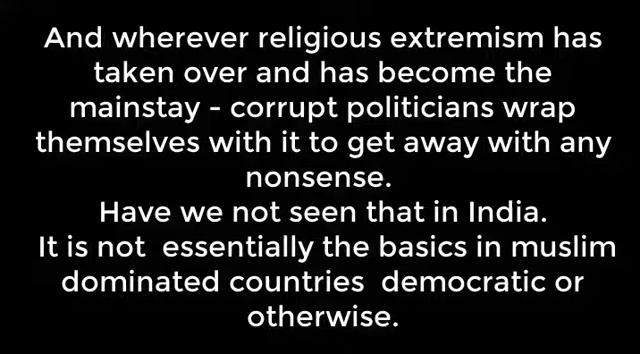 And wherever religious extremism has
taken over and has become the
mainstay - corrupt politicians wrap
themselves with it to get away with any
nonsense.
Have we not seen that in India.
It is not essentially the basics in muslim
dominated countries democratic or
otherwise.